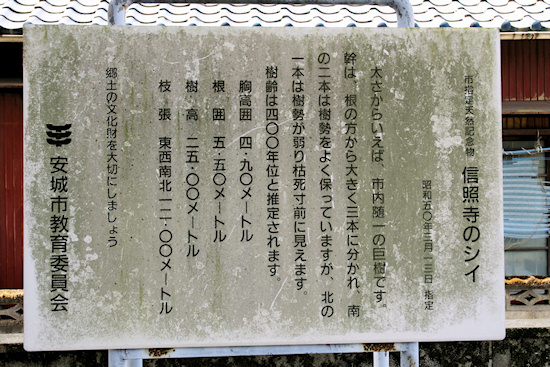 市指定天然記念物 信照寺のシイ
昭和五〇年三月一三日 指定
太さからいえば、市内随一の巨樹です。
幹は、根の方から大きく三本に分かれ、南
の二本は樹勢をよく保っていますが、北の
一本は樹勢が弱り枯死寸前に見えます。
樹齢は四〇〇年位と推定されます。
胸高囲 四・九〇メートル
根囲 五・五〇メートル
樹高 二五・〇〇メートル
枝張 東西南北 一二・〇〇メートル
郷土の文化財を大切にしましょう
安城市教育委員会